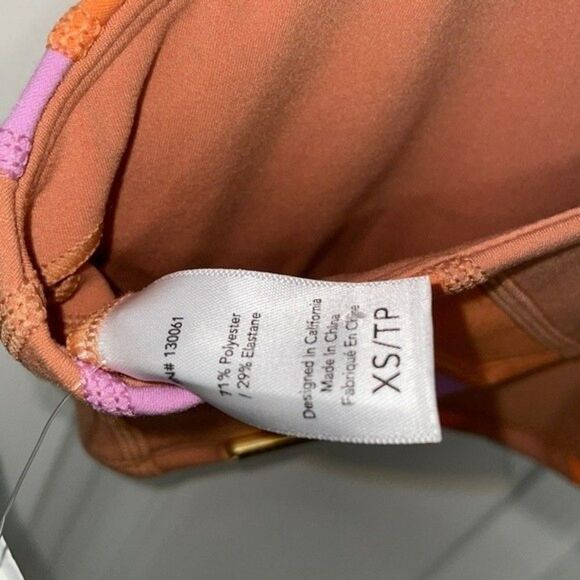 N# 130061
71% Polyester
/ 29% Elastane
Designed In California
Made In China
Fabriqué En Chine
XS/TP